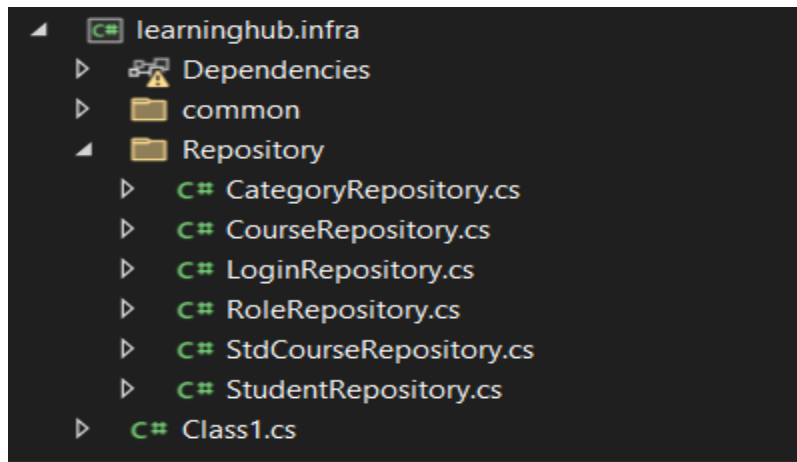 C# learninghub.infra
Dependencies
common
Repository
C# CategoryRepository.cs
C# CourseRepository.cs
C# LoginRepository.cs
C# RoleRepository.cs
C# StdCourseRepository.cs
C# StudentRepository.cs
C# Class1.cs